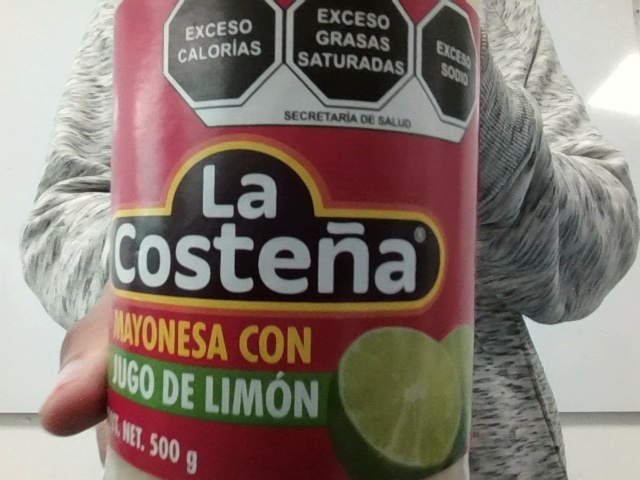 EXCESO
CALORÍAS
EXCESO
GRASAS
SATURADAS
EXCESO
SODIO
SECRETARÍA DE SALUD
La
Costeña®
MAYONESA CON
JUGO DE LIMÓN
NET. 500 g